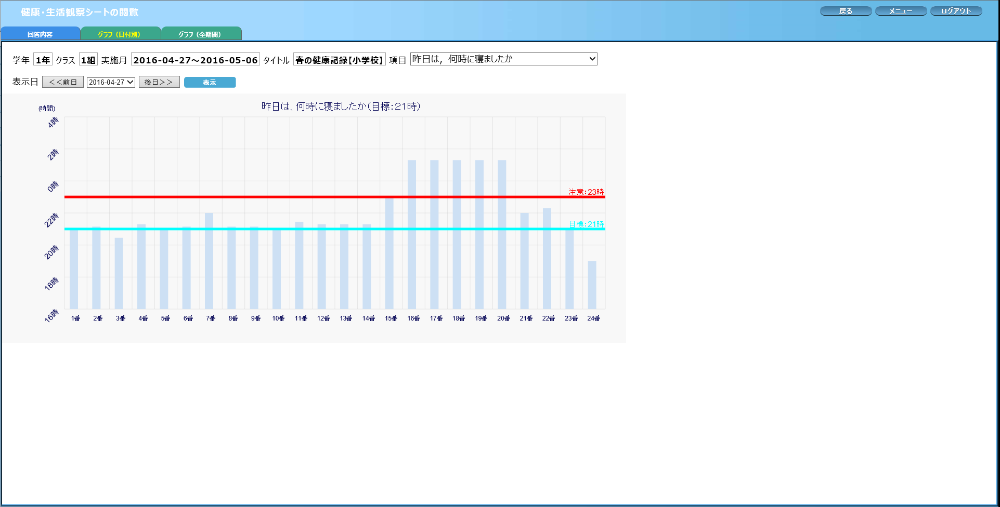 健康・生活観察シートの閲覧
戻る メニュー ログアウト
回答内容 グラフ（日付別） グラフ（全期間）
学年 1年 クラス 1組 実施月 2016-04-27～2016-05-06 タイトル 春の健康記録【小学校】 項目 昨日は，何時に寝ましたか
表示日 ＜＜前日 2016-04-27 後日＞＞ 表示
昨日は、何時に寝ましたか（目標：２１時）
（時間）
4時
2時
0時
注意：23時
22時
目標：21時
20時
18時
16時
1番 2番 3番 4番 5番 6番 7番 8番 9番 10番 11番 12番 13番 14番 15番 16番 17番 18番 19番 20番 21番 22番 23番 24番